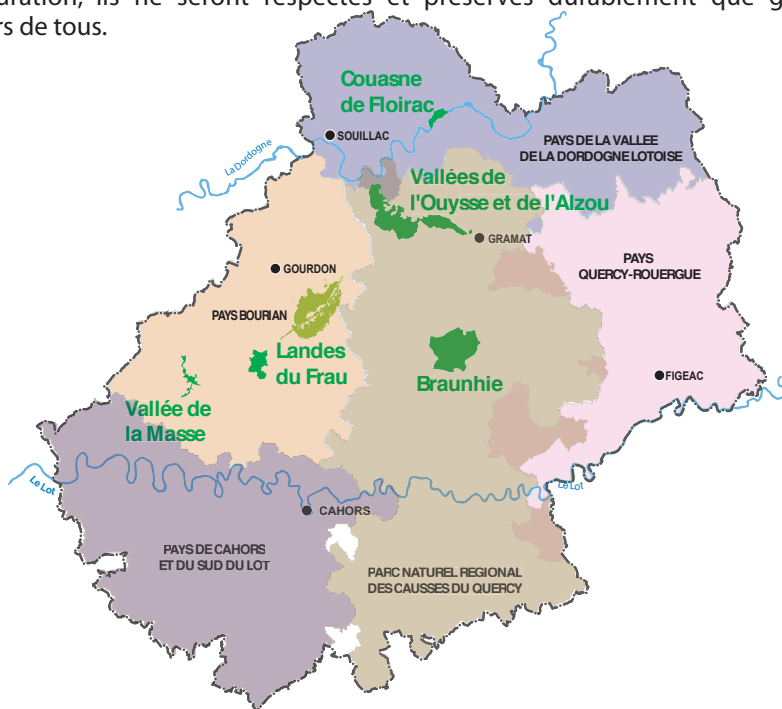 uration, ils ne seront respectés et préservés durablement que g
rs de tous.
Couasne
de Floirac
SOUILLAC
La Dordogne
PAYS DE LA VALLEE
DE LA DORDOGNE LOTOISE
Vallées de
l'Ouysse et de l'Alzou
GRAMAT
PAYS
QUERCY-ROUERGUE
GOURDON
PAYS BOURIAN
Landes
du Frau
Braunhie
FIGEAC
Vallée de
la Masse
Le Lot
Le Lot
CAHORS
PAYS DE CAHORS
ET DU SUD DU LOT
PARC NATUREL REGIONAL
DES CAUSSES DU QUERCY